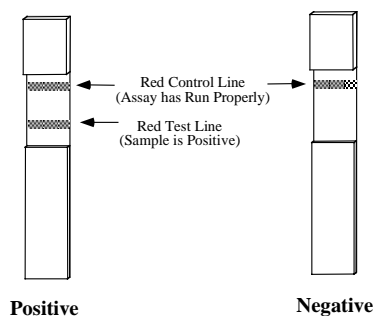 Red Control Line
(Assay has Run Properly)
Red Test Line
(Sample is Positive)
Positive
Negative